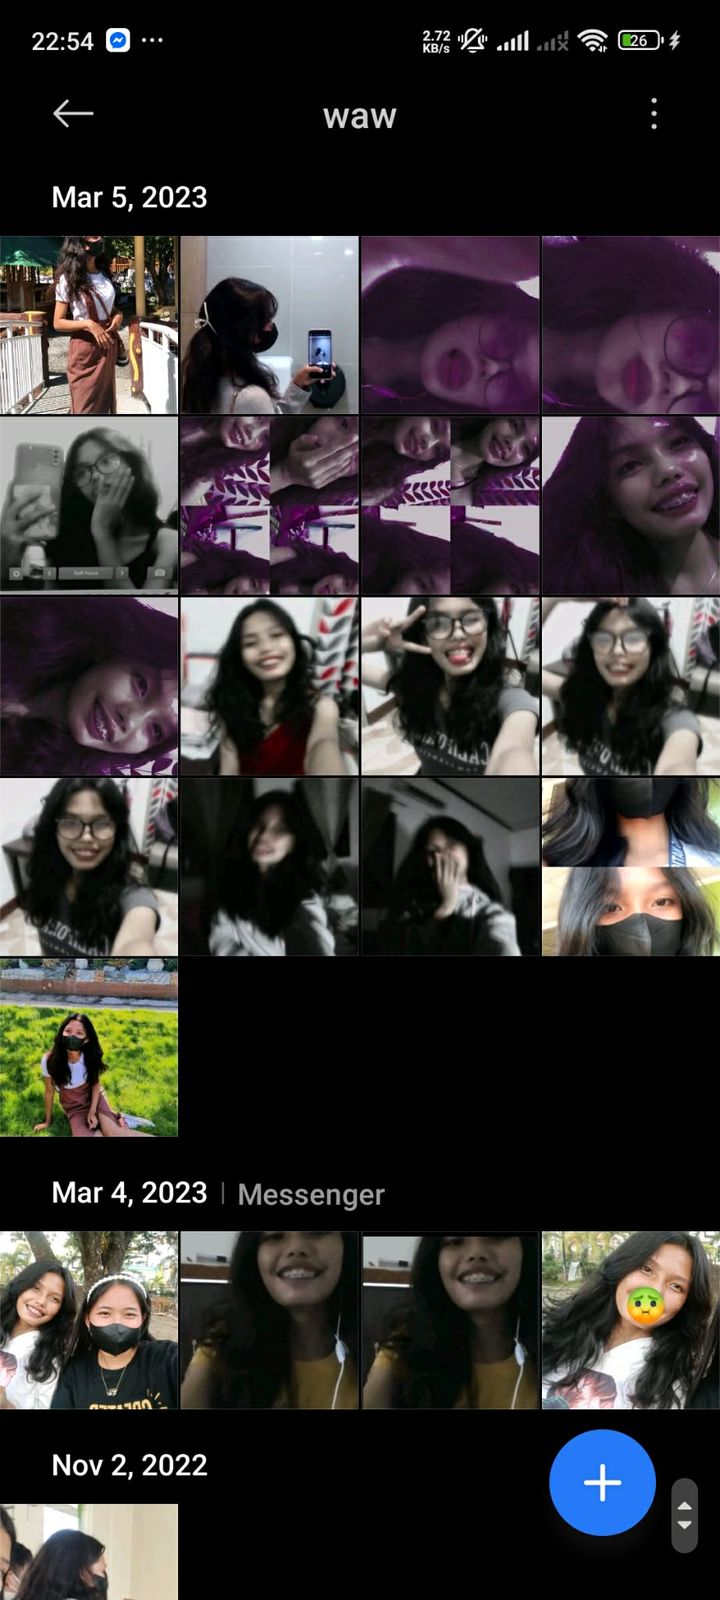 22:54 ...
2.72
KB/s
26
waw
Mar 5, 2023
Soft Focus
Mar 4, 2023 | Messenger
Nov 2, 2022